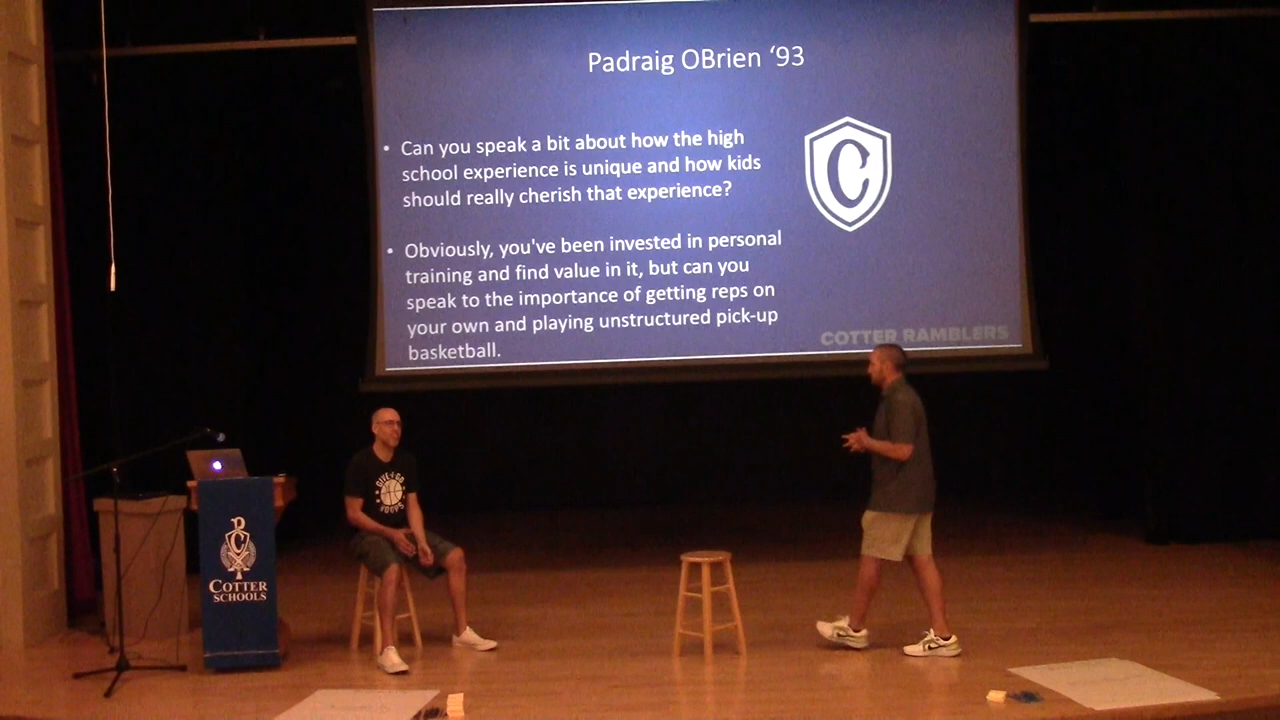 Padraig OBrien ‘93
• Can you speak a bit about how the high
school experience is unique and how kids
should really cherish that experience?
• Obviously, you've been invested in personal
training and find value in it, but can you
speak to the importance of getting reps on
your own and playing unstructured pick-up
basketball.
C
COTTER RAMBLERS
GIVE & GO
HOOPS
C
COTTER
SCHOOLS